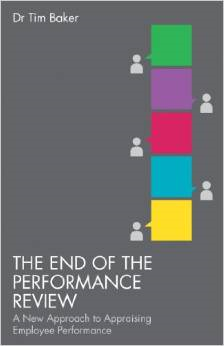 Dr Tim Baker
THE END OF THE
PERFORMANCE
REVIEW
A New Approach to Appraising
Employee Performance